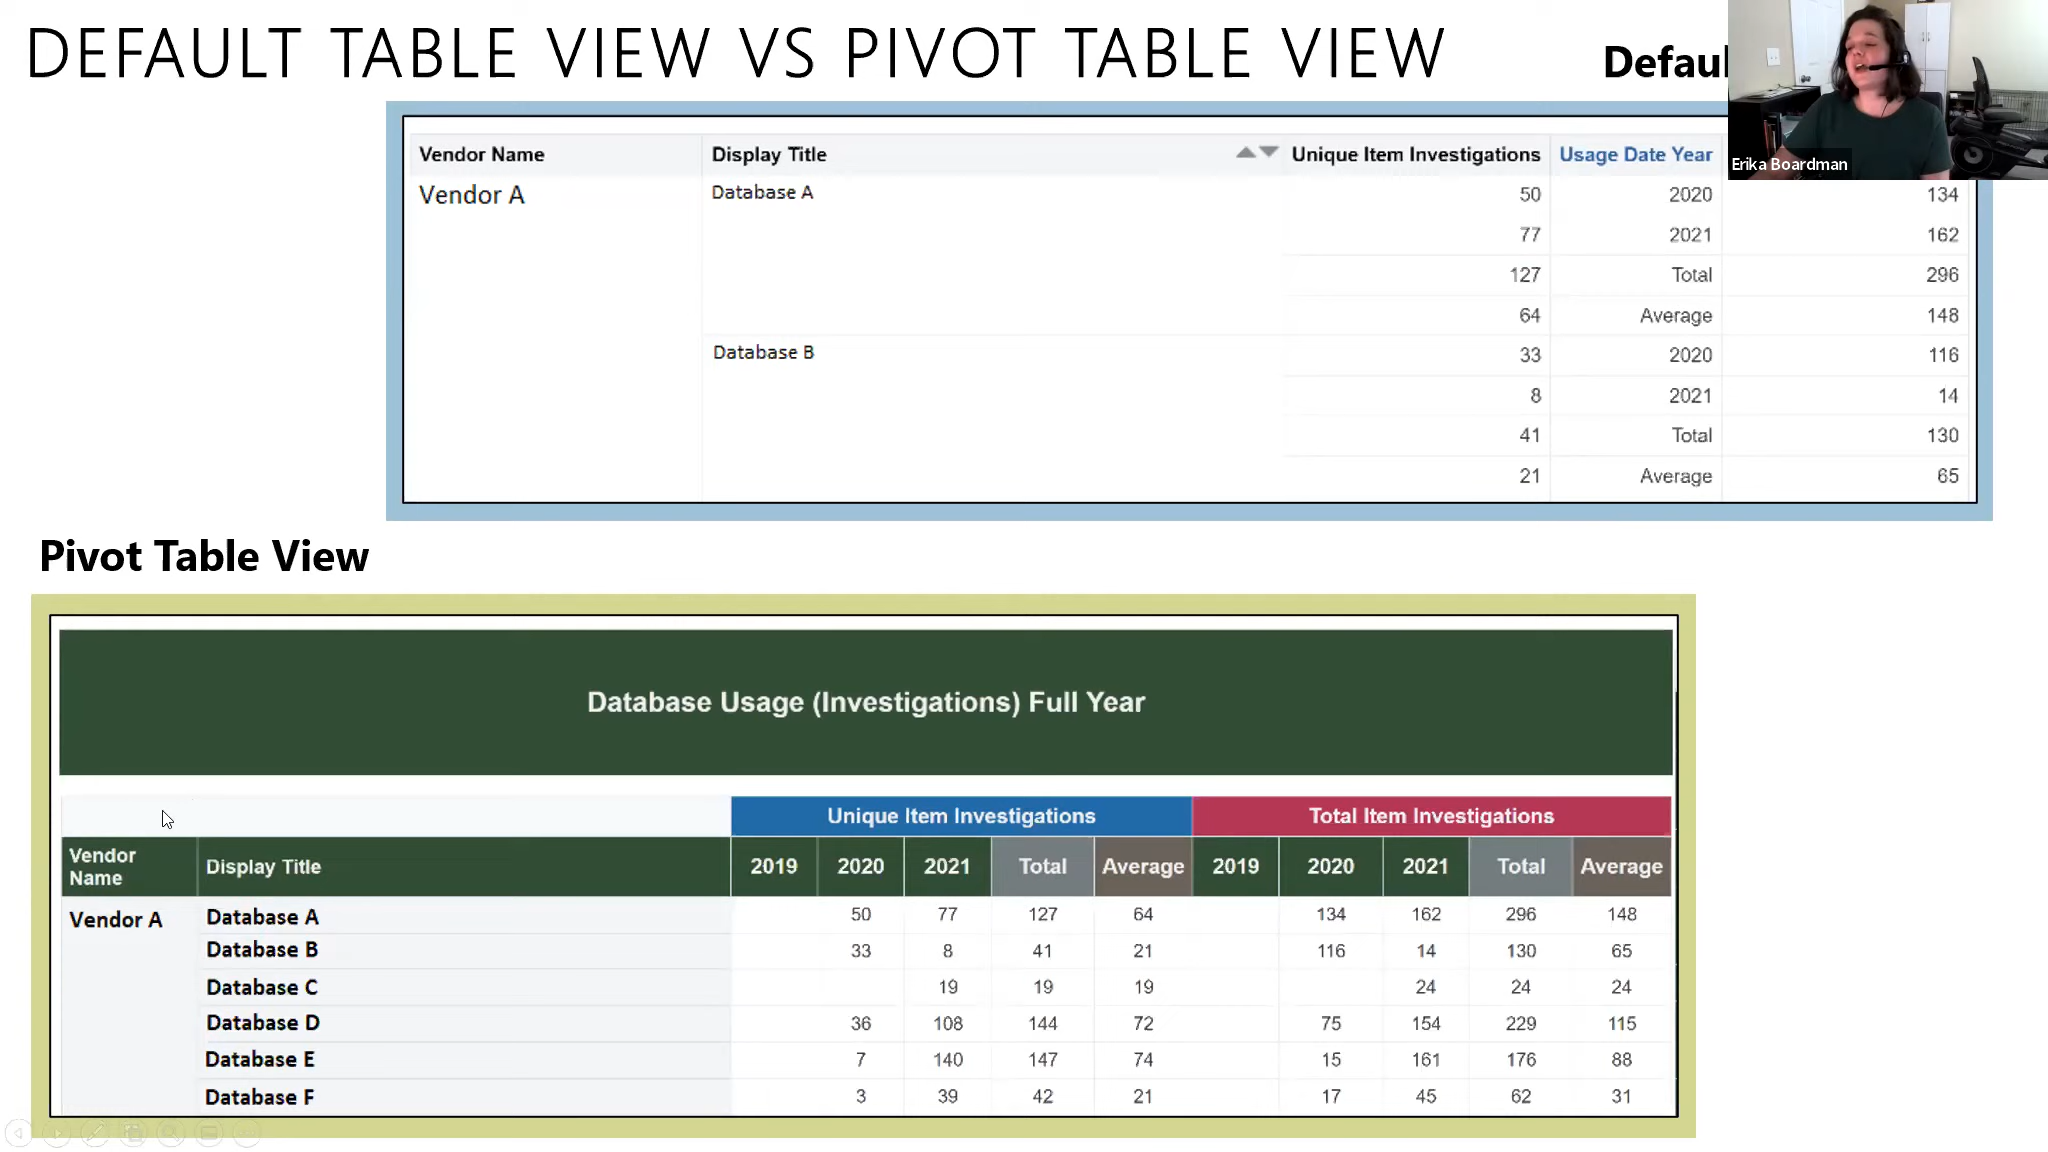 DEFAULT TABLE VIEW VS PIVOT TABLE VIEW
Erika Boardman
Vendor Name Display Title Unique Item Investigations Usage Date Year
Vendor A Database A 50 2020 134
77 2021 162
127 Total 296
64 Average 148
Database B 33 2020 116
8 2021 14
41 Total 130
21 Average 65
Pivot Table View
Database Usage (Investigations) Full Year
Unique Item Investigations Total Item Investigations
Vendor Name Display Title 2019 2020 2021 Total Average 2019 2020 2021 Total Average
Vendor A Database A 50 77 127 64 134 162 296 148
Database B 33 8 41 21 116 14 130 65
Database C 19 19 19 24 24 24
Database D 36 108 144 72 75 154 229 115
Database E 7 140 147 74 15 161 176 88
Database F 3 39 42 21 17 45 62 31